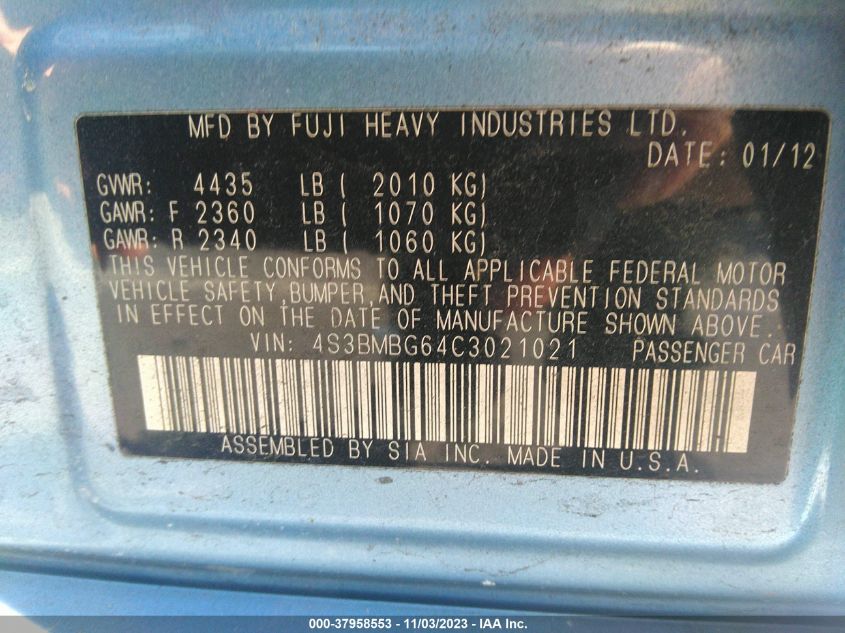 MFD BY FUJI HEAVY INDUSTRIES LTD.
DATE: 01/12
GVWR: 4435 LB ( 2010 KG)
GAWR: F 2360 LB ( 1070 KG)
GAWR: R 2340 LB ( 1060 KG)
THIS VEHICLE CONFORMS TO ALL APPLICABLE FEDERAL MOTOR
VEHICLE SAFETY,BUMPER,AND THEFT PREVENTION STANDARDS
IN EFFECT ON THE DATE OF MANUFACTURE SHOWN ABOVE.
VIN: 4S3BMBG64C3021021 PASSENGER CAR
ASSEMBLED BY SIA INC. MADE IN U.S.A.
000-37958553 - 11/03/2023 - IAA Inc.